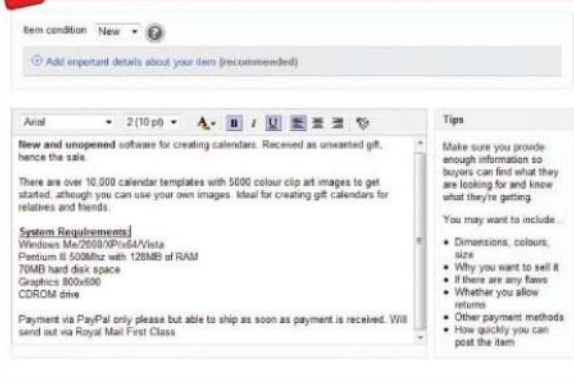 Item condition New ?
Add important details about your item (recommended)
Arial 2 (10 pt) A B I U
New and unopened software for creating calendars. Received as unwanted gift,
hence the sale.
There are over 10,000 calendar templates with 5000 colour clip art images to get
started, athough you can use your own images. Ideal for creating gift calendars for
relatives and friends.
System Requirements:
Windows Me/2000/XP/x64/Vista
Pentium III 500Mhz with 128MB of RAM
70MB hard disk space
Graphics 800x600
CDROM drive
Payment via PayPal only please but able to ship as soon as payment is received. Will
send out via Royal Mail First Class
Tips
Make sure you provide
enough information so
buyers can find what they
are looking for and know
what they're getting.
You may want to include...
• Dimensions, colours,
size
• Why you want to sell it
• If there are any flaws
• Whether you allow
returns
• Other payment methods
• How quickly you can
post the item